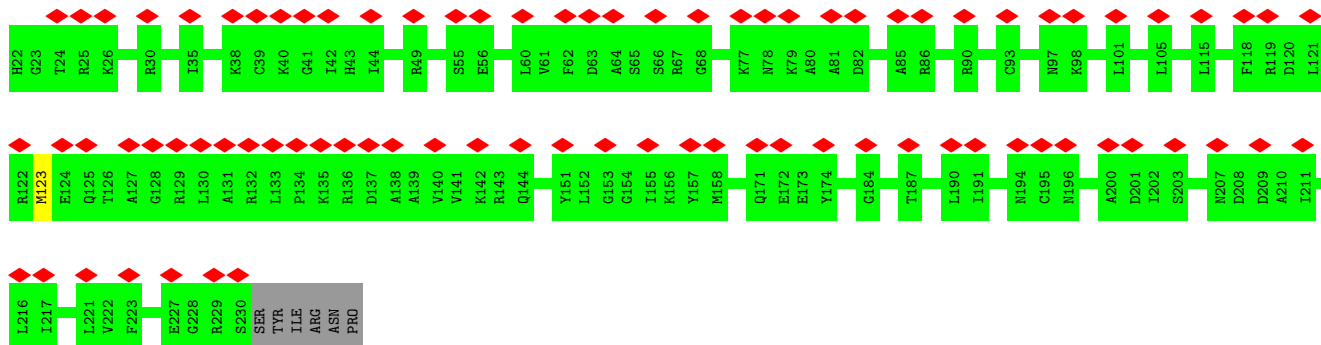 H22 G23 T24 R25 K26 R30 I35 K38 C39 K40 G41 I42 H43 I44 R49 S55 E56 L60 V61 F62 D63 A64 S65 S66 R67 G68 K77 N78 K79 A80 A81 D82 A85 R86 R90 C93 N97 K98 L101 L105 L115 F118 R119 D120 L121
R122 M123 E124 Q125 T126 A127 G128 R129 L130 A131 R132 L133 P134 K135 R136 D137 A138 A139 V140 V141 K142 R143 Q144 Y151 L152 G153 G154 I155 K156 Y157 M158 Q171 E172 E173 Y174 G184 T187 L190 I191 N194 C195 N196 A200 D201 I202 S203 N207 D208 D209 A210 I211
L216 I217 L221 V222 F223 E227 G228 R229 S230 SER TYR ILE ARG ASN PRO